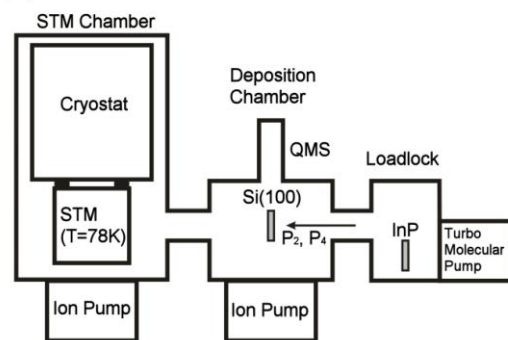 STM Chamber
Cryostat
STM
(T=78K)
Ion Pump
Deposition
Chamber
QMS
Si(100)
P₂, P₄
Ion Pump
Loadlock
InP
Turbo
Molecular
Pump